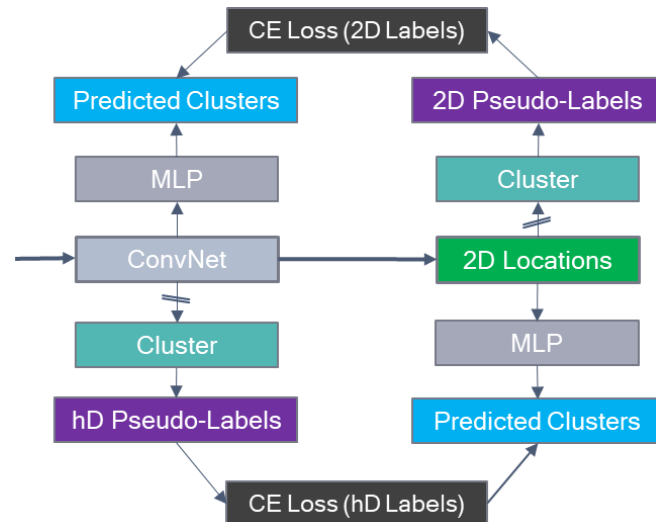 CE Loss (2D Labels)
Predicted Clusters
2D Pseudo-Labels
MLP
Cluster
ConvNet
2D Locations
Cluster
MLP
hD Pseudo-Labels
Predicted Clusters
CE Loss (hD Labels)